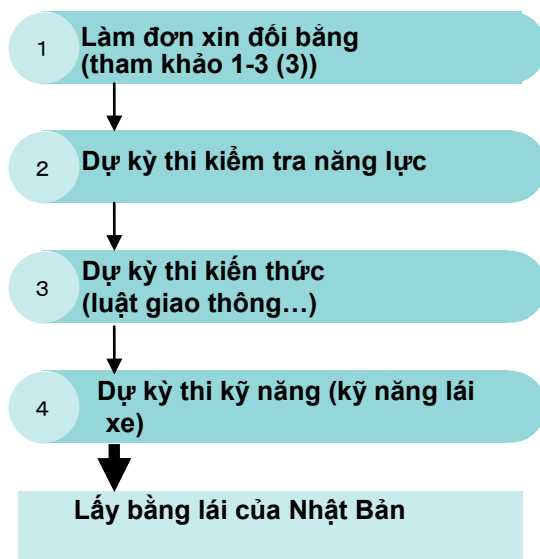 1
Làm đơn xin đối bằng
(tham khảo 1-3 (3))
2
Dự kỳ thi kiểm tra năng lực
3
Dự kỳ thi kiến thức
(luật giao thông…)
4
Dự kỳ thi kỹ năng (kỹ năng lái
xe)
Lấy bằng lái của Nhật Bản